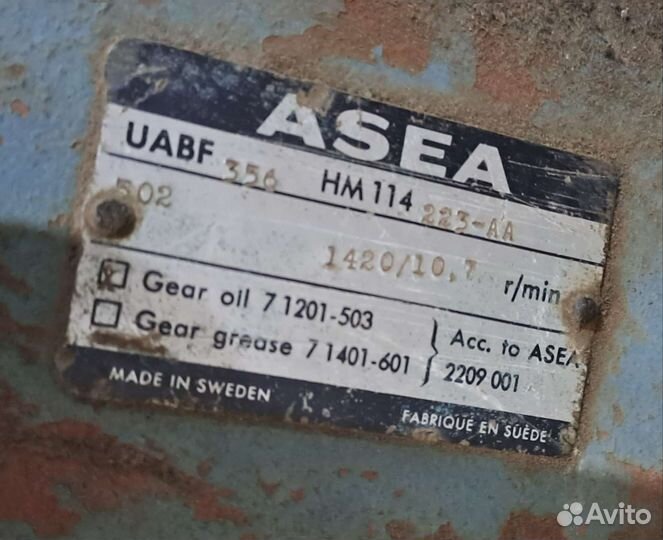 ASEA
UABF 356 HM 114 223-AA
502
1420/10,7 r/min
Gear oil 7 1201-503
Gear grease 7 1401-601
Acc. to ASEA
2209 001
MADE IN SWEDEN
FABRIQUÉ EN SUÈDE
Avito